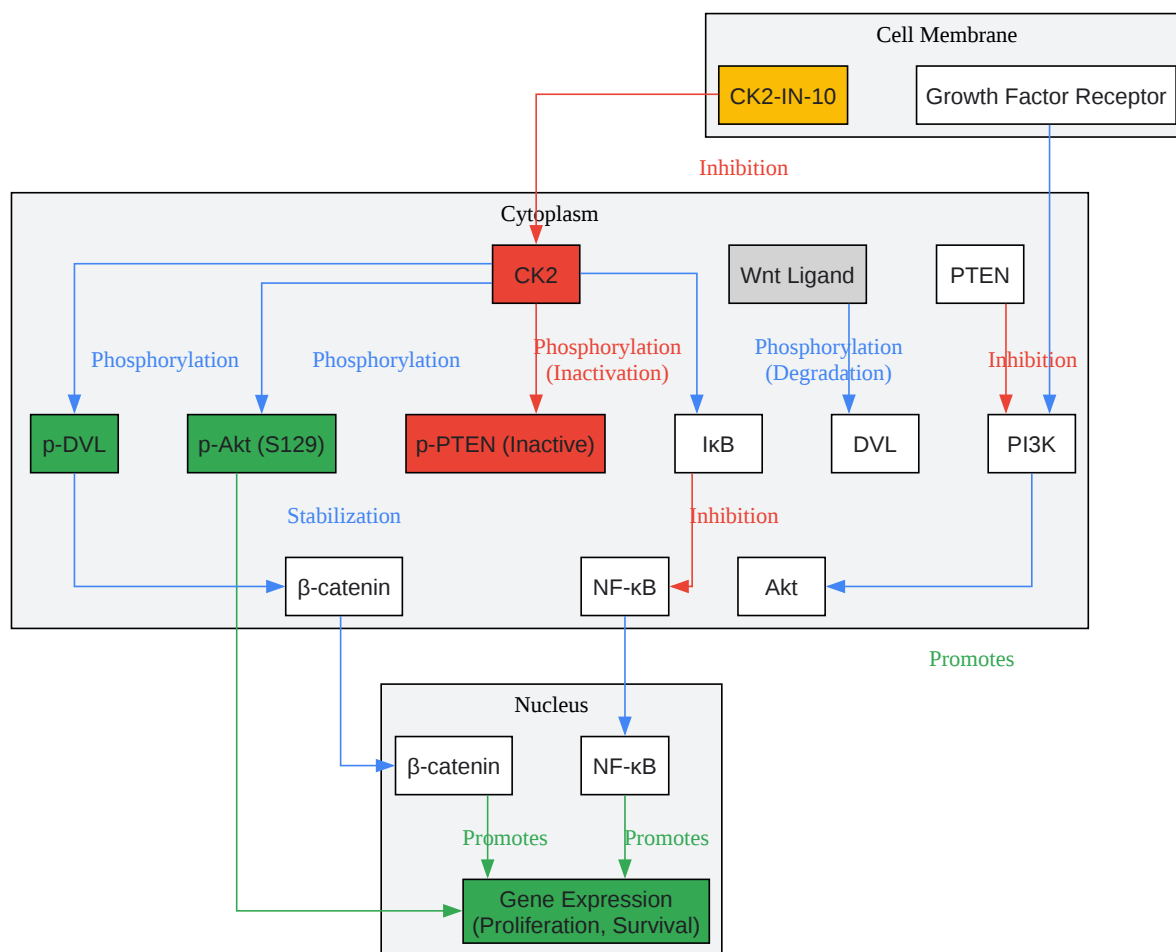 Cell Membrane
CK2-IN-10
Growth Factor Receptor
Inhibition
Cytoplasm
CK2
Wnt Ligand
PTEN
Phosphorylation
Phosphorylation
Phosphorylation
(Inactivation)
Phosphorylation
(Degradation)
Inhibition
p-DVL
p-Akt (S129)
p-PTEN (Inactive)
IκB
DVL
PI3K
Stabilization
Inhibition
β-catenin
NF-κB
Akt
Promotes
Nucleus
β-catenin
NF-κB
Promotes
Promotes
Gene Expression
(Proliferation, Survival)